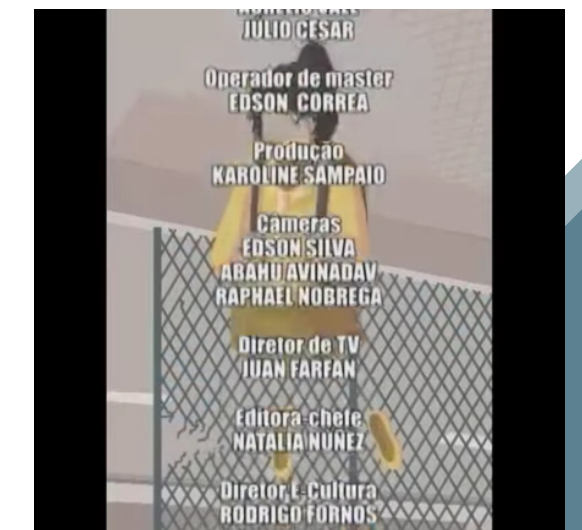 JULIO CESAR
Operador de master
EDSON CORREA
Produção
KAROLINE SAMPAIO
Câmeras
EDSON SILVA
ABAHU AVINADAV
RAPHAEL NOBREGA
Diretor de TV
JUAN FARFAN
Editora-chefe
NATALIA NUÑEZ
Diretor E-Cultura
RODRIGO FORNOS